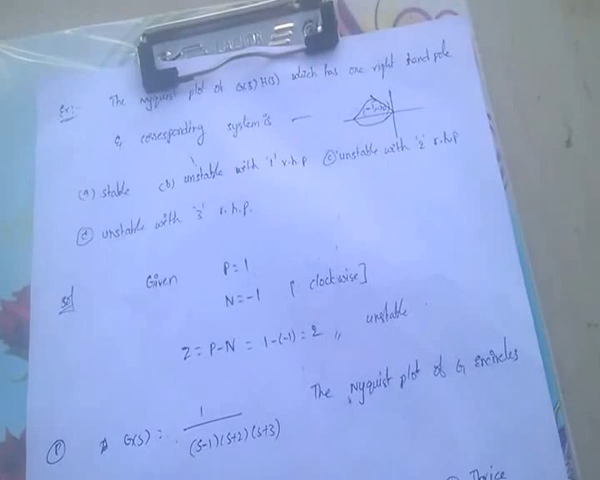 Ex:- The Nyquist plot of G(s) H(s) which has one right hand pole
& corresponding system is —
(a) stable (b) unstable with '1' r.h.p (c) unstable with '2' r.h.p
(d) unstable with '3' r.h.p.
Sol Given P = 1
N = -1 [ clockwise]
Z = P-N = 1-(-1) = 2 ,, unstable
The Nyquist plot of G encircles
(P) G(s) = 1
(s-1)(s+2)(s+3)
Thrice